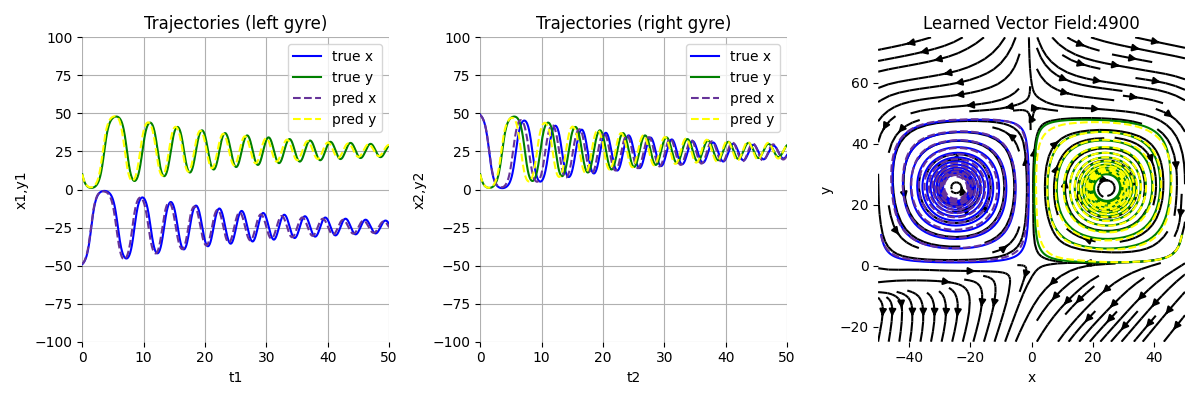 Trajectories (left gyre)
100
75
50
25
0
−25
−50
−75
−100
0 10 20 30 40 50
x1,y1
t1
true x
true y
pred x
pred y
Trajectories (right gyre)
100
75
50
25
0
−25
−50
−75
−100
0 10 20 30 40 50
x2,y2
t2
true x
true y
pred x
pred y
Learned Vector Field:4900
60
40
20
0
−20
−40 −20 0 20 40
y
x